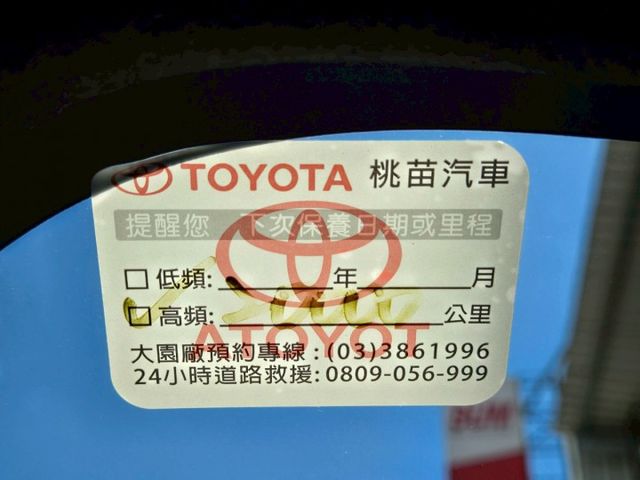 TOYOTA 桃苗汽車
提醒您 下次保養日期或里程
□ 低頻: 年 月
□ 高頻: 公里
ATOYOT
大園廠預約專線:(03)3861996
24小時道路救援:0809-056-999